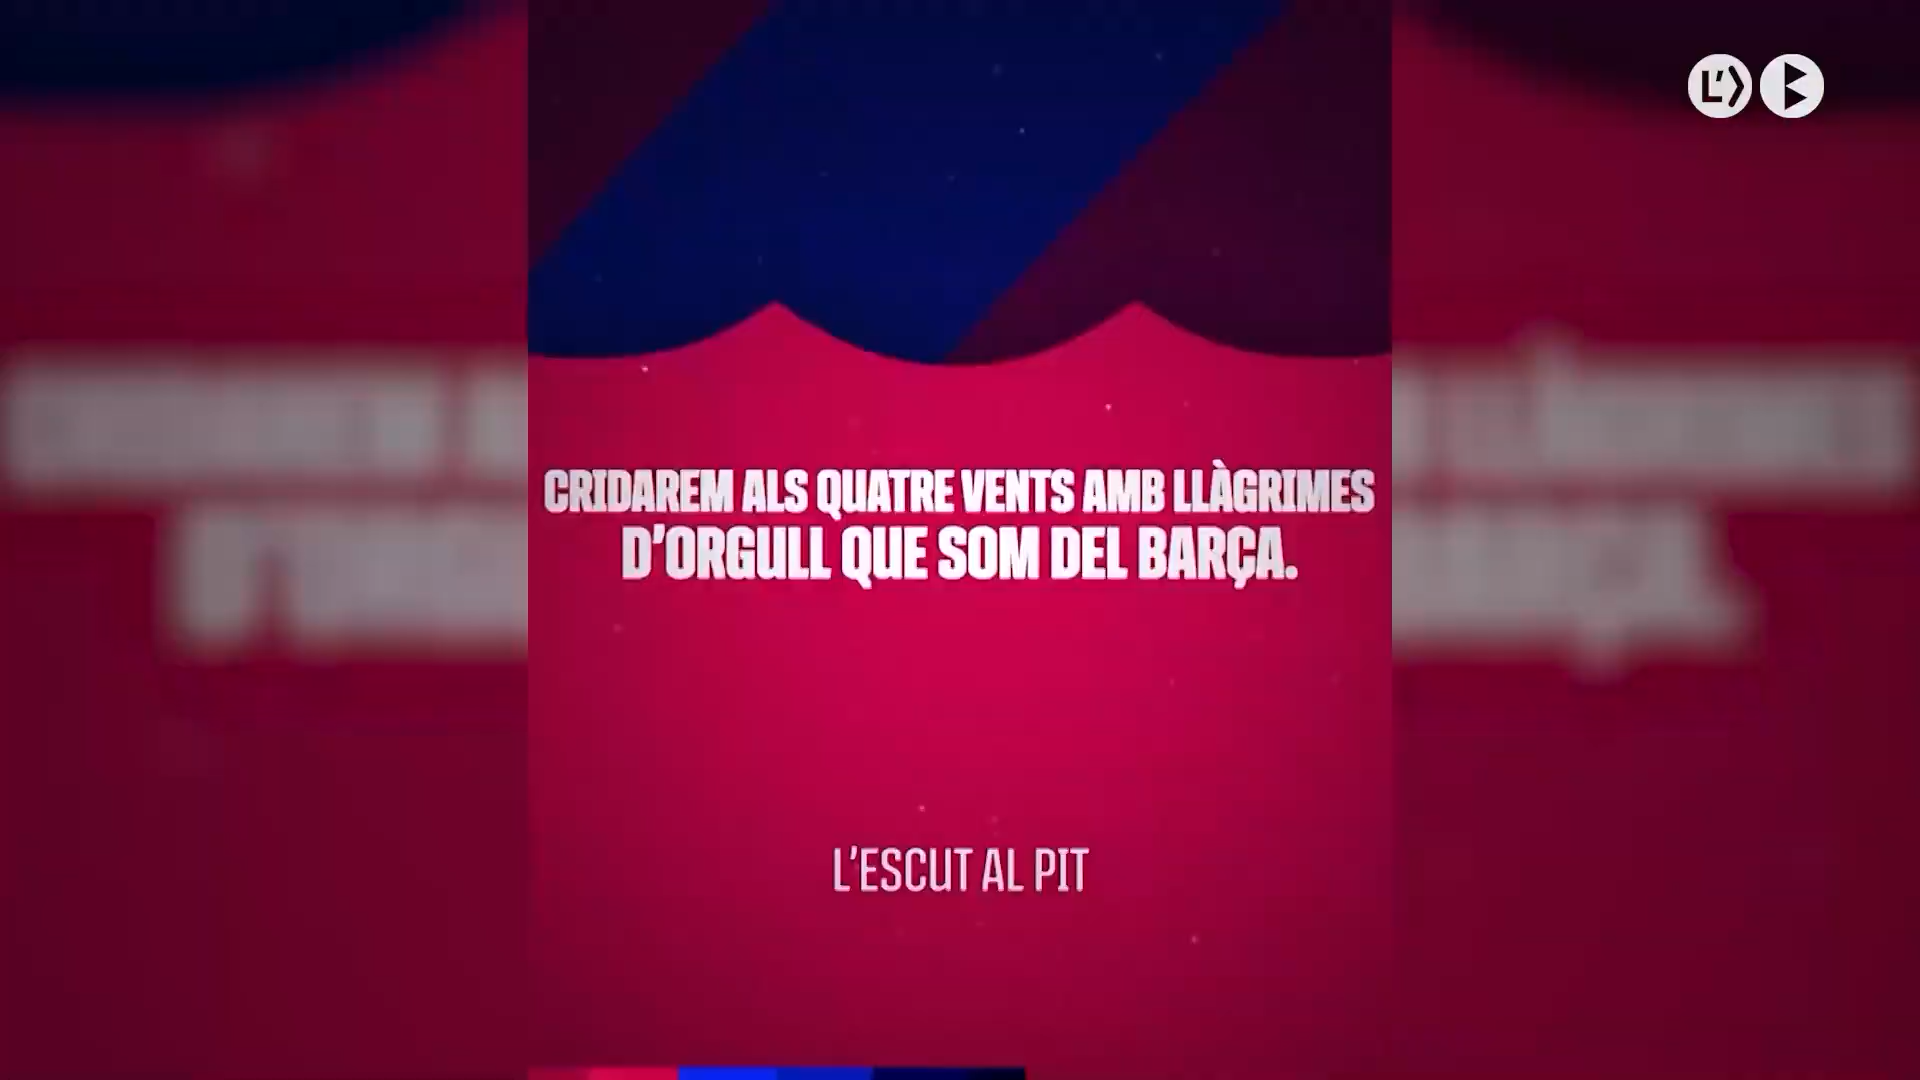 L'
CRIDAREM ALS QUATRE VENTS AMB LLÀGRIMES
D'ORGULL QUE SOM DEL BARÇA.
L'ESCUT AL PIT